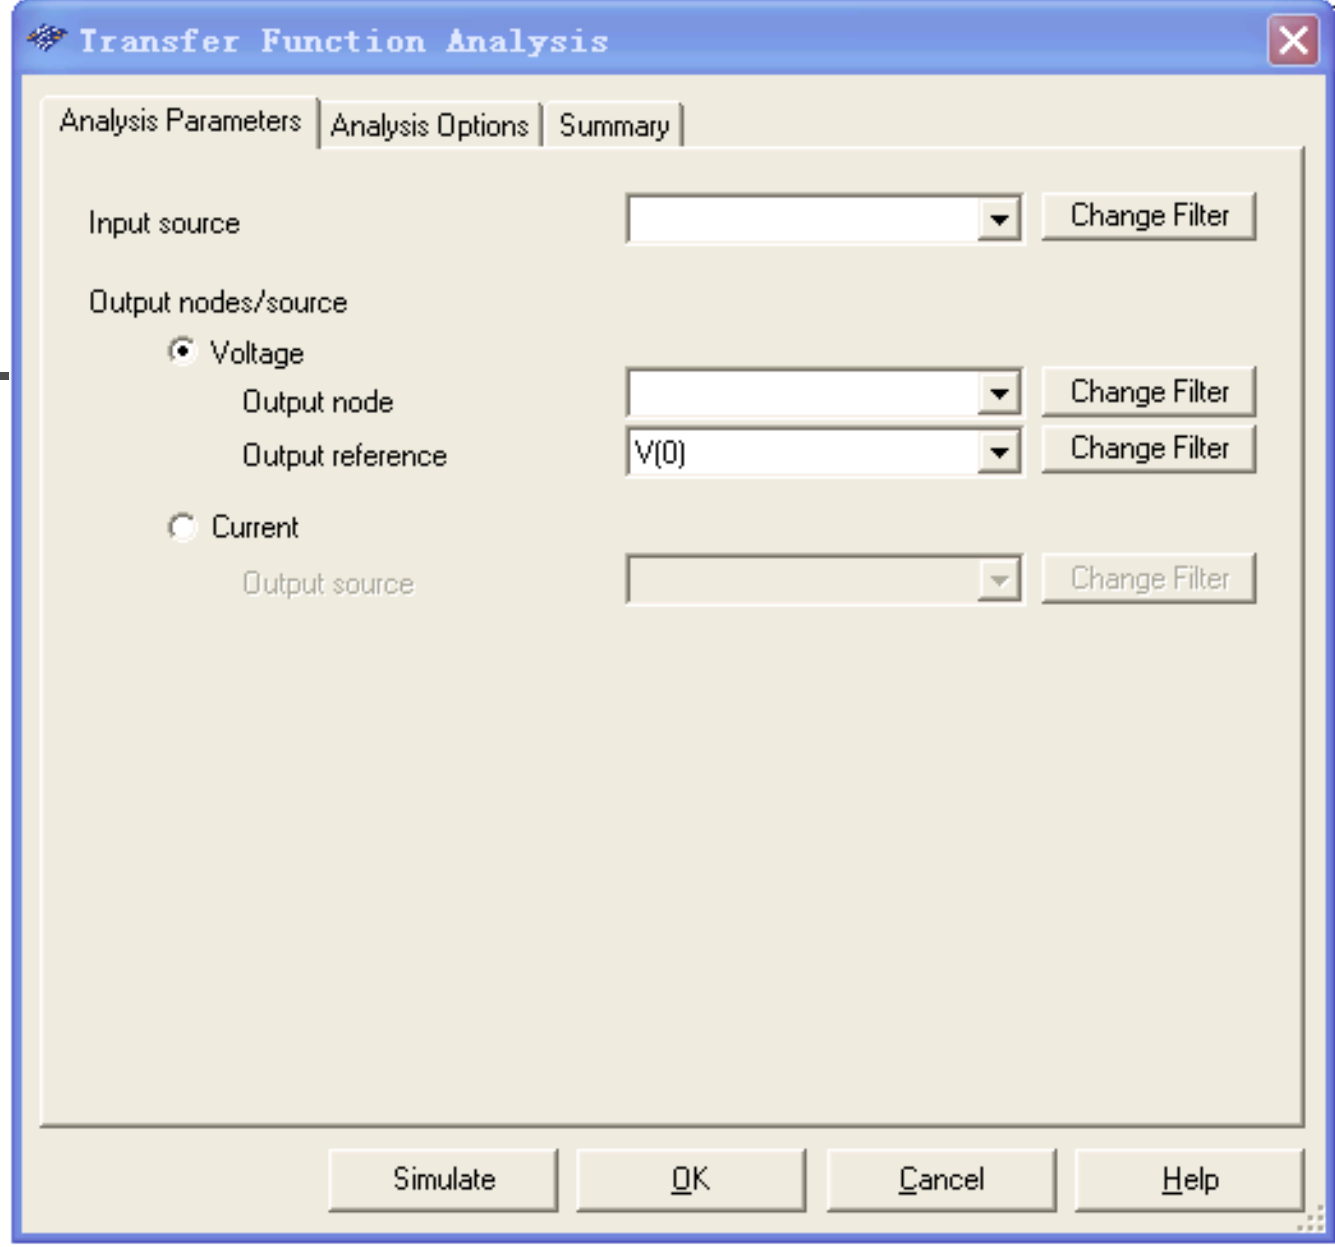 Transfer Function Analysis
Analysis Parameters Analysis Options Summary
Input source Change Filter
Output nodes/source
Voltage
Output node Change Filter
Output reference V(0) Change Filter
Current
Output source Change Filter
Simulate OK Cancel Help